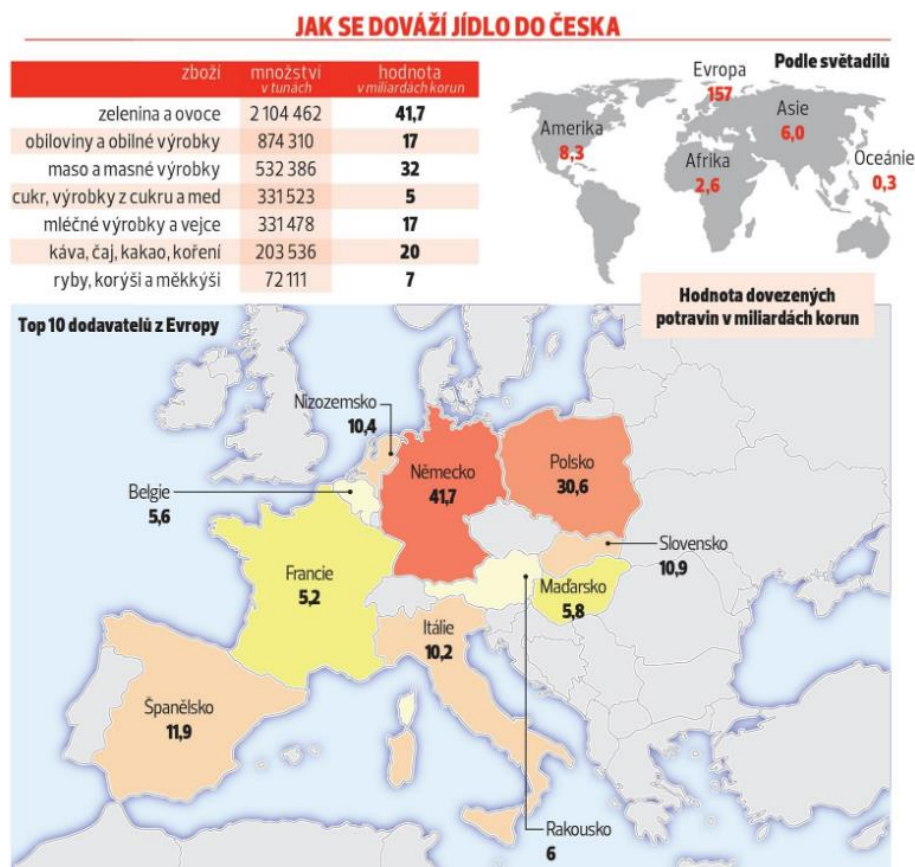 JAK SE DOVÁŽÍ JÍDLO DO ČESKA
zboží množství hodnota
v tunách v miliardách korun
zelenina a ovoce 2 104 462 41,7
obiloviny a obilné výrobky 874 310 17
maso a masné výrobky 532 386 32
cukr, výrobky z cukru a med 331 523 5
mléčné výrobky a vejce 331 478 17
káva, čaj, kakao, koření 203 536 20
ryby, korýši a měkkýši 72 111 7
Podle světadílů
Evropa
157
Asie
6,0
Amerika
8,3
Afrika
2,6
Oceánie
0,3
Hodnota dovezených
potravin v miliardách korun
Top 10 dodavatelů z Evropy
Nizozemsko
10,4
Německo
41,7
Polsko
30,6
Belgie
5,6
Slovensko
10,9
Francie
5,2
Maďarsko
5,8
Itálie
10,2
Španělsko
11,9
Rakousko
6